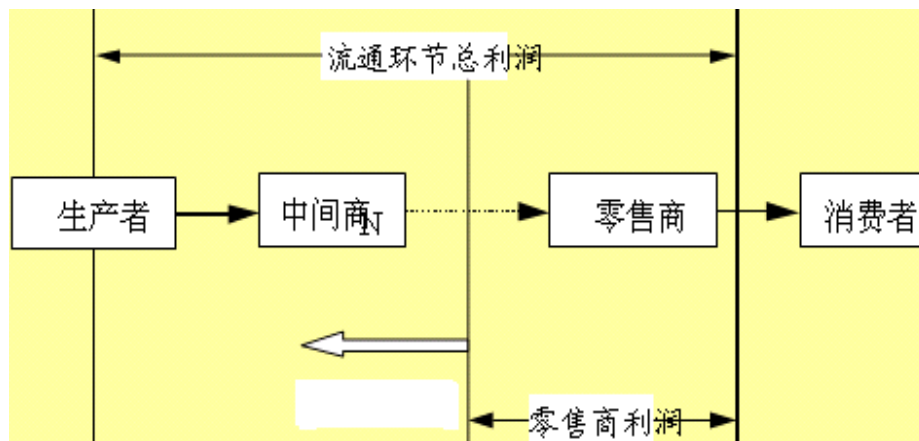 流通环节总利润
生产者
中间商N
零售商
消费者
零售商利润